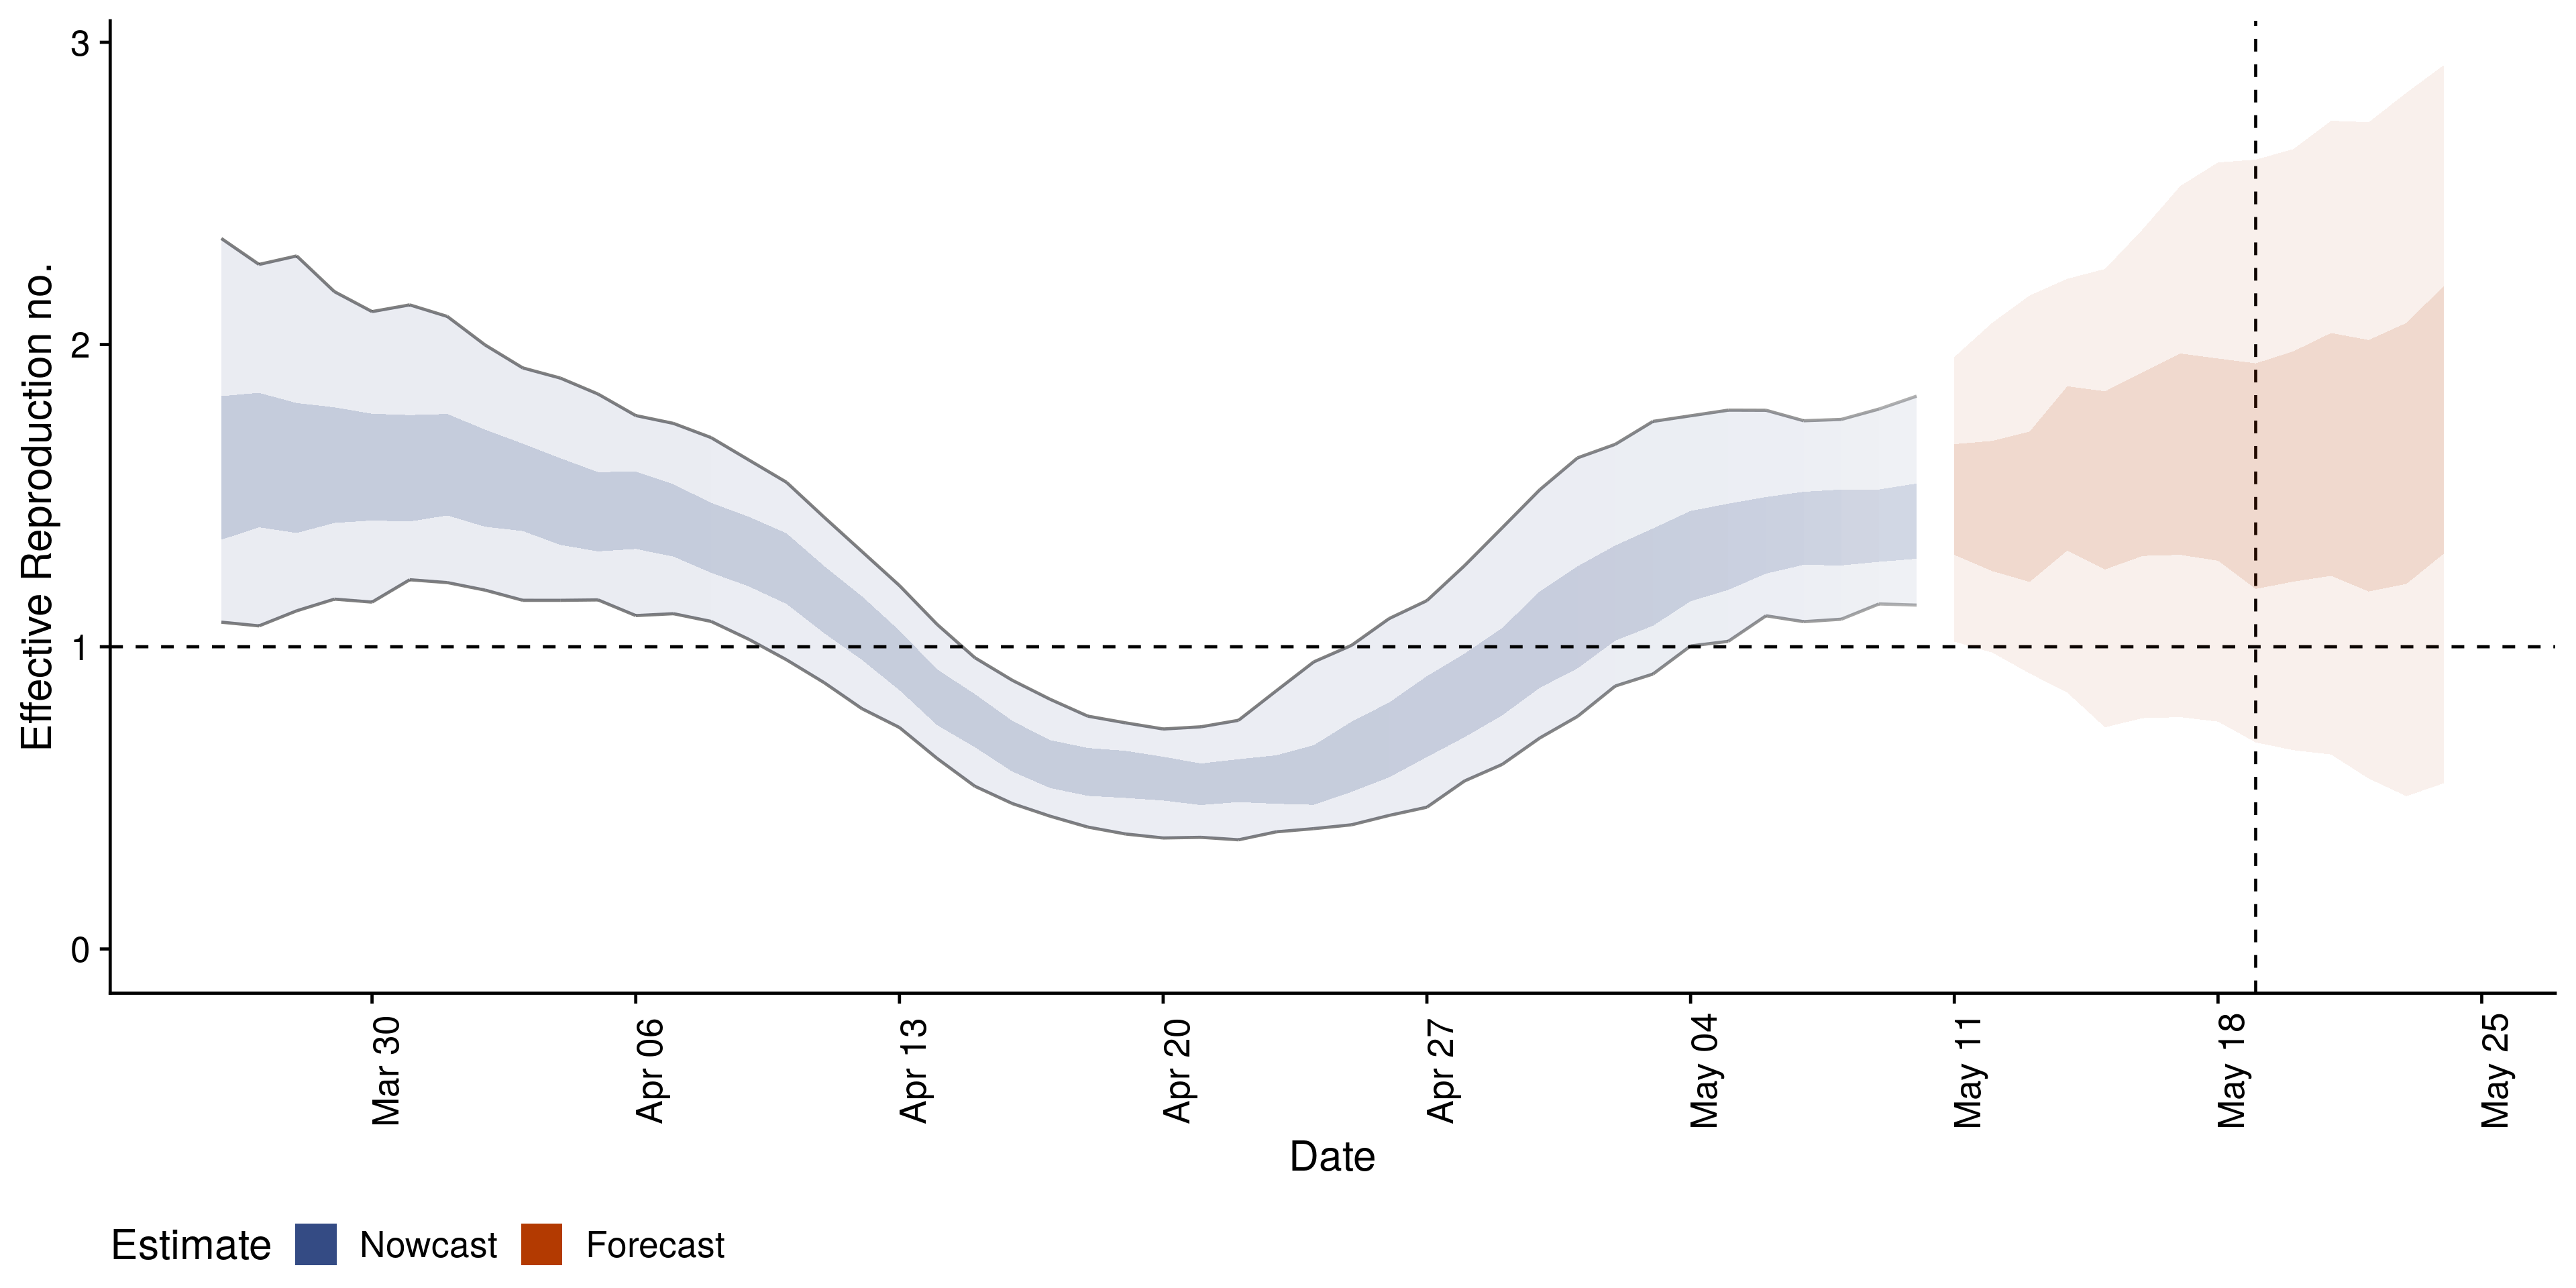 Effective Reproduction no.
3
2
1
0
Mar 30
Apr 06
Apr 13
Apr 20
Apr 27
May 04
May 11
May 18
May 25
Date
Estimate Nowcast Forecast